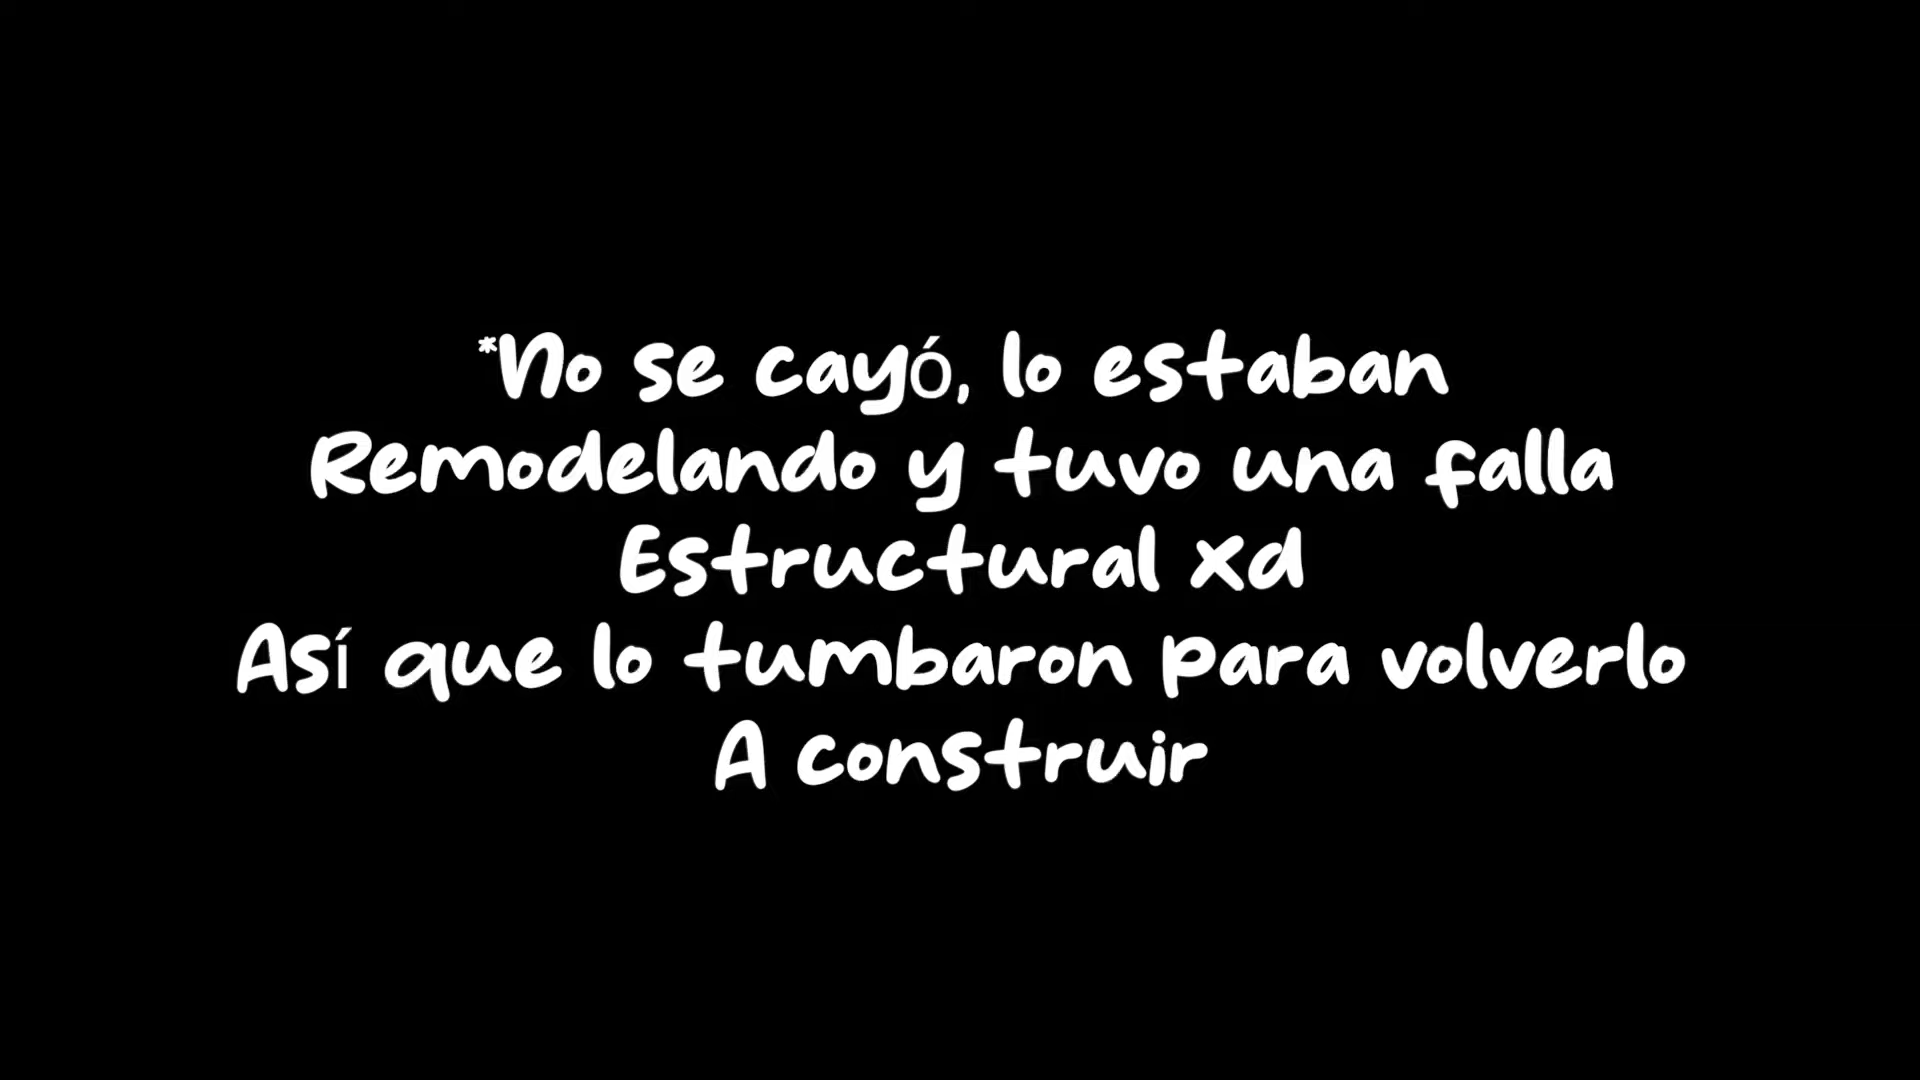 *No se cayó, lo estaban
Remodelando y tuvo una falla
Estructural xd
Así que lo tumbaron para volverlo
A construir